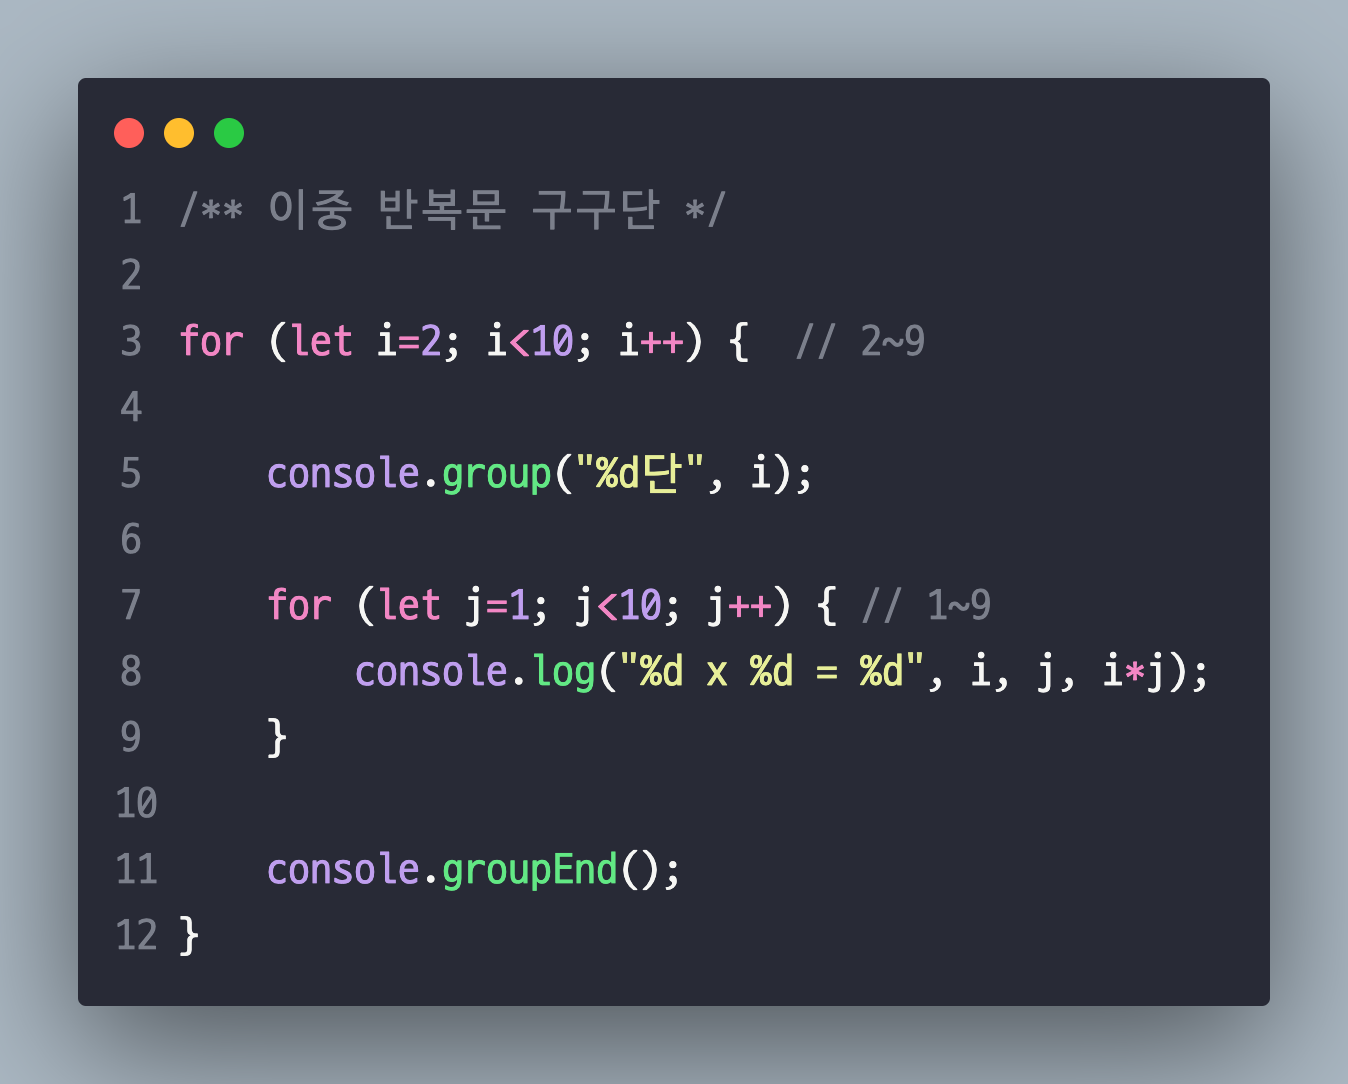 1 /** 이중 반복문 구구단 */
2
3 for (let i=2; i<10; i++) {  // 2~9
4
5     console.group("%d단", i);
6
7     for (let j=1; j<10; j++) { // 1~9
8         console.log("%d x %d = %d", i, j, i*j);
9     }
10
11     console.groupEnd();
12 }